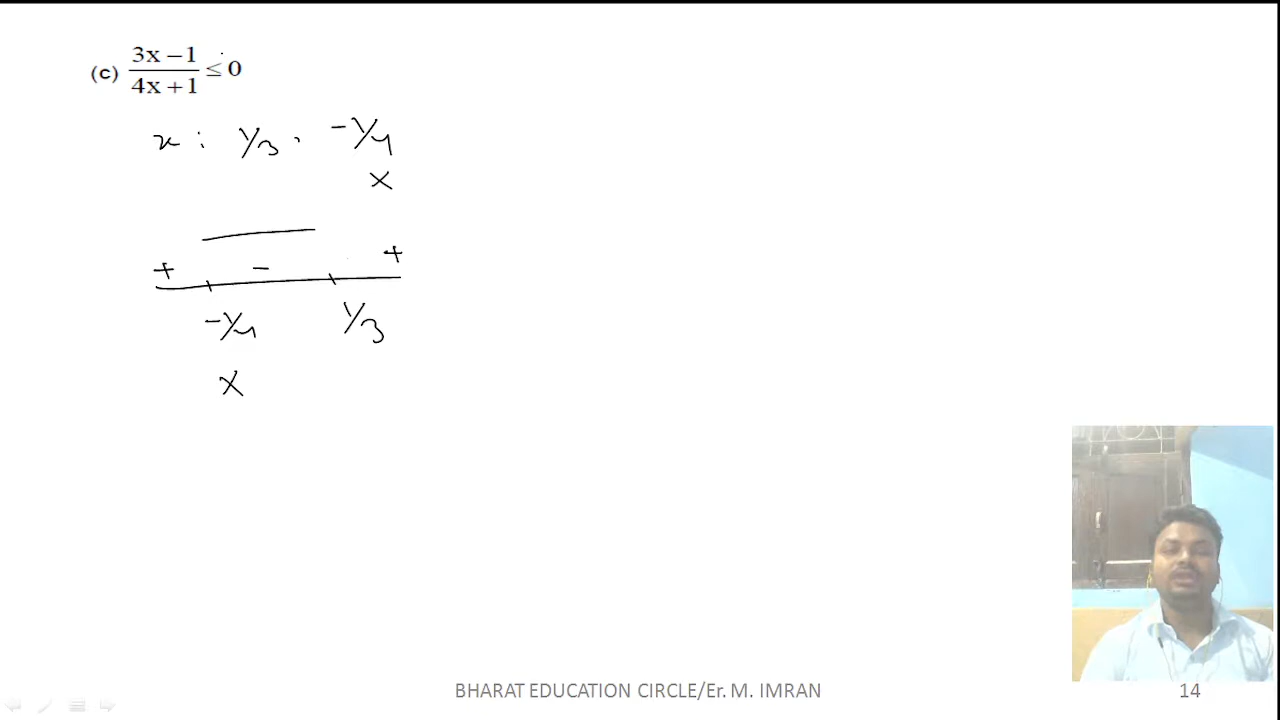 (c) (3x − 1)/(4x + 1) ≤ 0
x : 1/3 , -1/4
x
+ - +
-1/4 1/3
x
BHARAT EDUCATION CIRCLE/Er. M. IMRAN 14